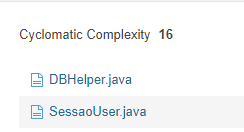 Cyclomatic Complexity 16
DBHelper.java
SessaoUser.java